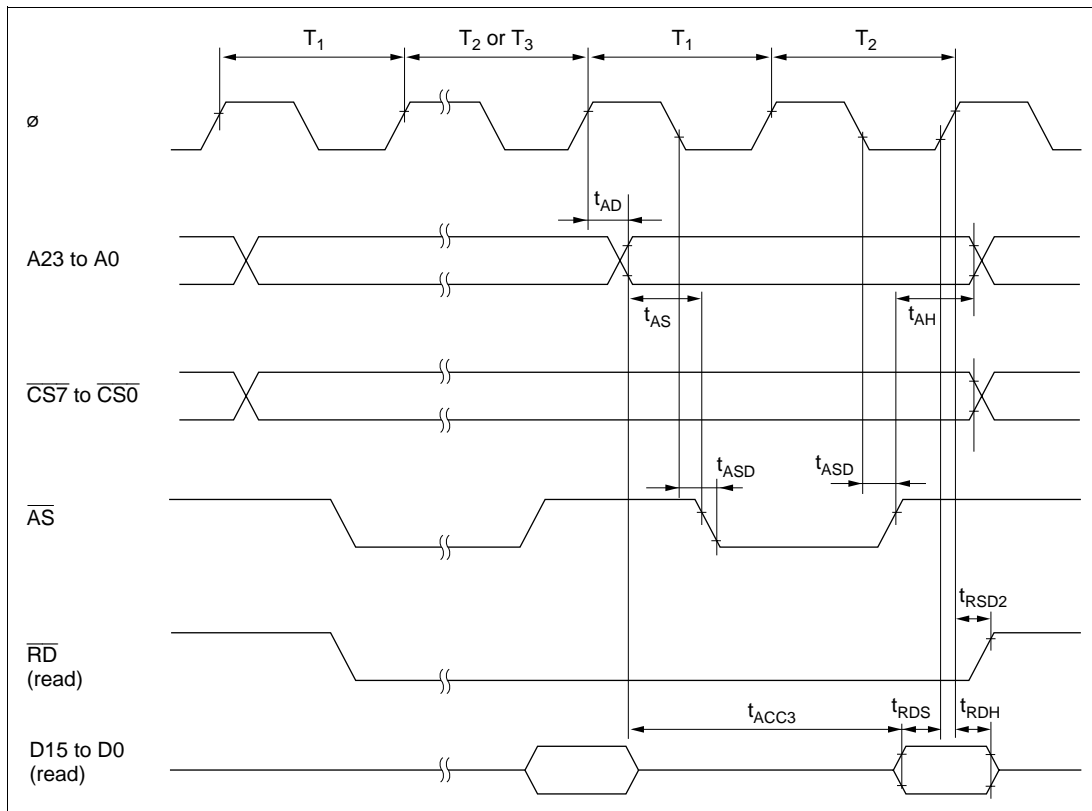 T1 T2 or T3 T1 T2
ø
tAD
A23 to A0
tAS tAH
CS7 to CS0
tASD tASD
AS
tRSD2
RD
(read)
tACC3 tRDS tRDH
D15 to D0
(read)